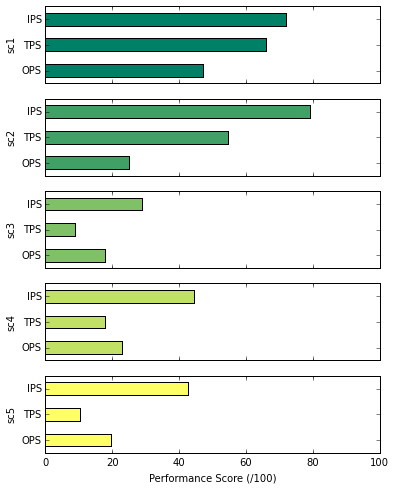 sc1
IPS
TPS
OPS
sc2
IPS
TPS
OPS
sc3
IPS
TPS
OPS
sc4
IPS
TPS
OPS
sc5
IPS
TPS
OPS
0 20 40 60 80 100
Performance Score (/100)